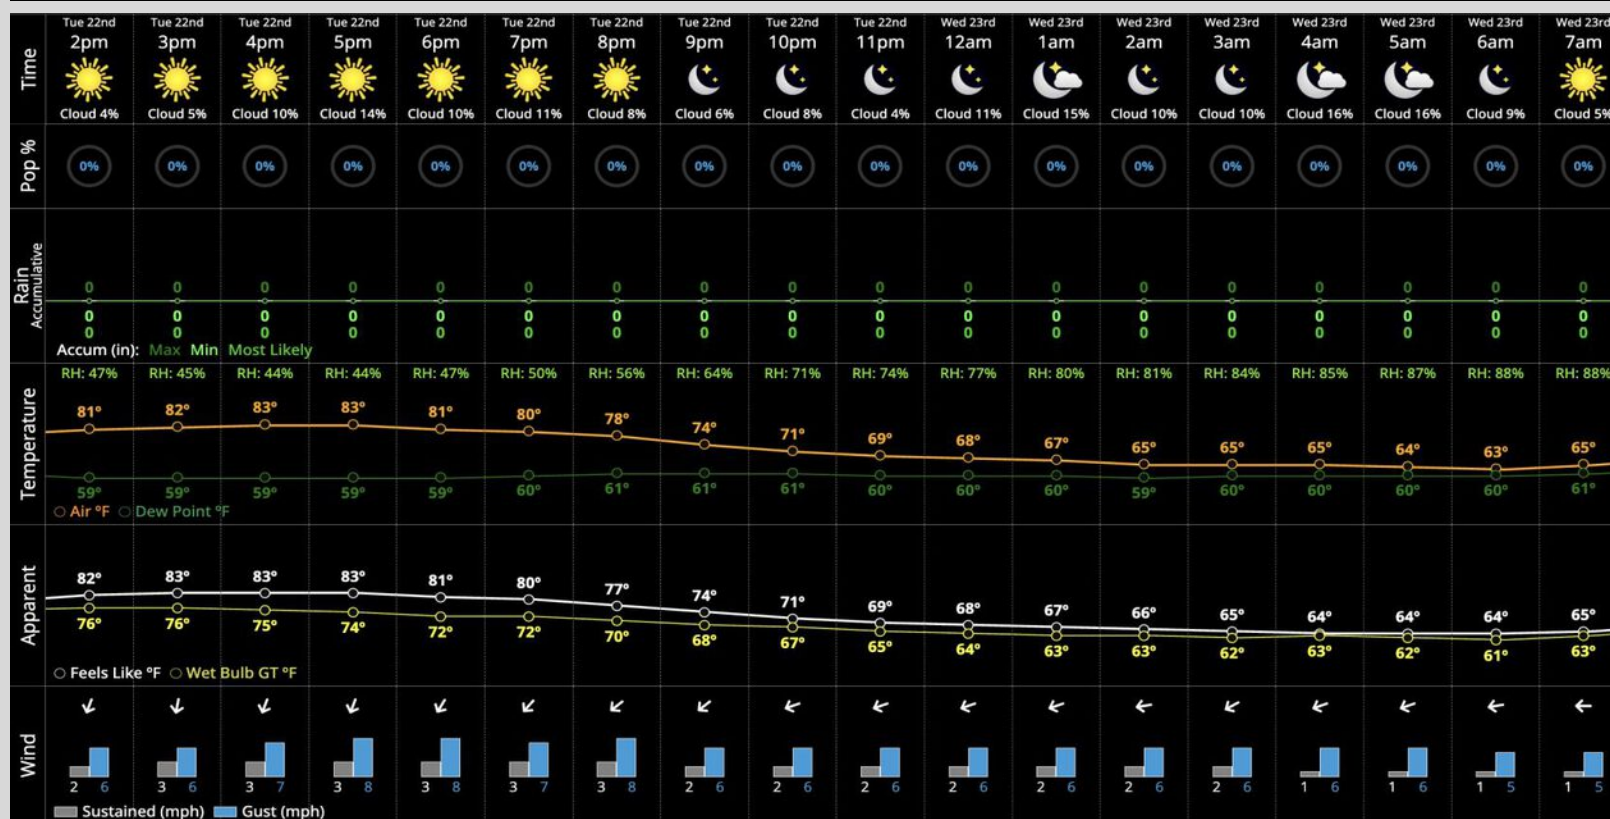 Time
Tue 22nd Tue 22nd Tue 22nd Tue 22nd Tue 22nd Tue 22nd Tue 22nd Tue 22nd Tue 22nd Tue 22nd Wed 23rd Wed 23rd Wed 23rd Wed 23rd Wed 23rd Wed 23rd Wed 23rd Wed 23rd
2pm 3pm 4pm 5pm 6pm 7pm 8pm 9pm 10pm 11pm 12am 1am 2am 3am 4am 5am 6am 7am
Cloud 4% Cloud 5% Cloud 10% Cloud 14% Cloud 10% Cloud 11% Cloud 8% Cloud 6% Cloud 8% Cloud 4% Cloud 11% Cloud 15% Cloud 10% Cloud 10% Cloud 16% Cloud 16% Cloud 9% Cloud 5%
Pop %
0% 0% 0% 0% 0% 0% 0% 0% 0% 0% 0% 0% 0% 0% 0% 0% 0% 0%
Rain
Accumulative
0 0 0 0 0 0 0 0 0 0 0 0 0 0 0 0 0 0
0 0 0 0 0 0 0 0 0 0 0 0 0 0 0 0 0 0
0 0 0 0 0 0 0 0 0 0 0 0 0 0 0 0 0 0
Accum (in): Max Min Most Likely
Temperature
RH: 47% RH: 45% RH: 44% RH: 44% RH: 47% RH: 50% RH: 56% RH: 64% RH: 71% RH: 74% RH: 77% RH: 80% RH: 81% RH: 84% RH: 85% RH: 87% RH: 88% RH: 88%
81° 82° 83° 83° 81° 80° 78° 74° 71° 69° 68° 67° 65° 65° 65° 64° 63° 65°
59° 59° 59° 59° 59° 60° 61° 61° 61° 60° 60° 60° 59° 60° 60° 60° 60° 61°
Air °F Dew Point °F
Apparent
82° 83° 83° 83° 81° 80° 77° 74° 71° 69° 68° 67° 66° 65° 64° 64° 64° 65°
76° 76° 75° 74° 72° 72° 70° 68° 67° 65° 64° 63° 63° 62° 63° 62° 61° 63°
Feels Like °F Wet Bulb GT °F
Wind
2 6 3 6 3 7 3 8 3 8 3 7 3 8 2 6 2 6 2 6 2 6 2 6 2 6 2 6 1 6 1 6 1 5 1 5
Sustained (mph) Gust (mph)